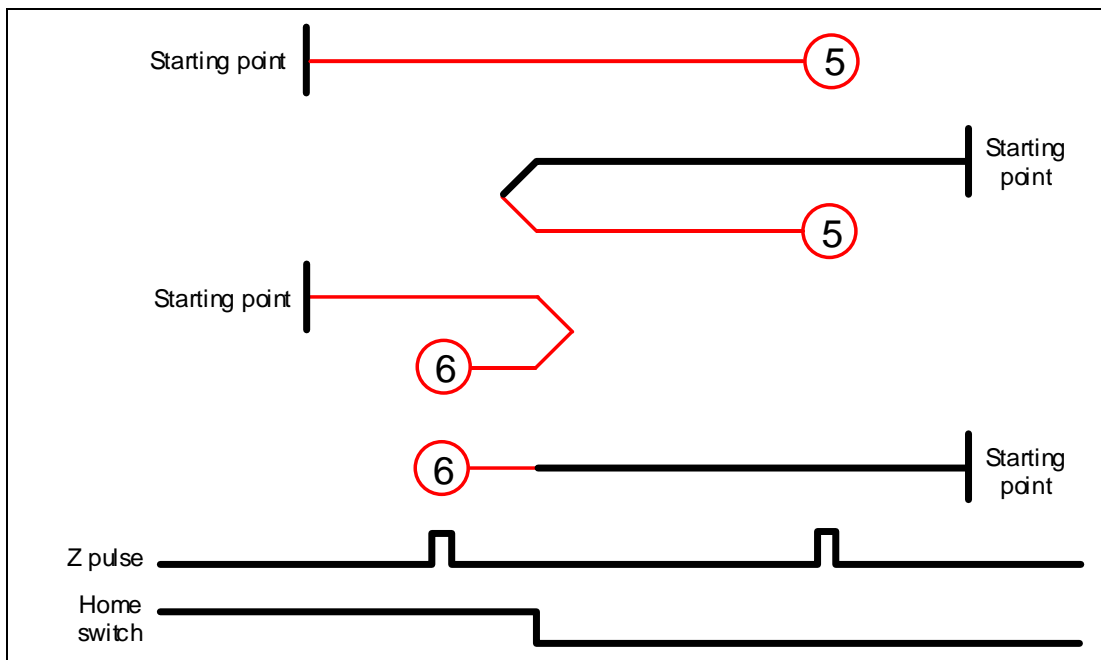 Starting point
5
Starting
point
5
Starting point
6
6
Starting
point
Z pulse
Home
switch